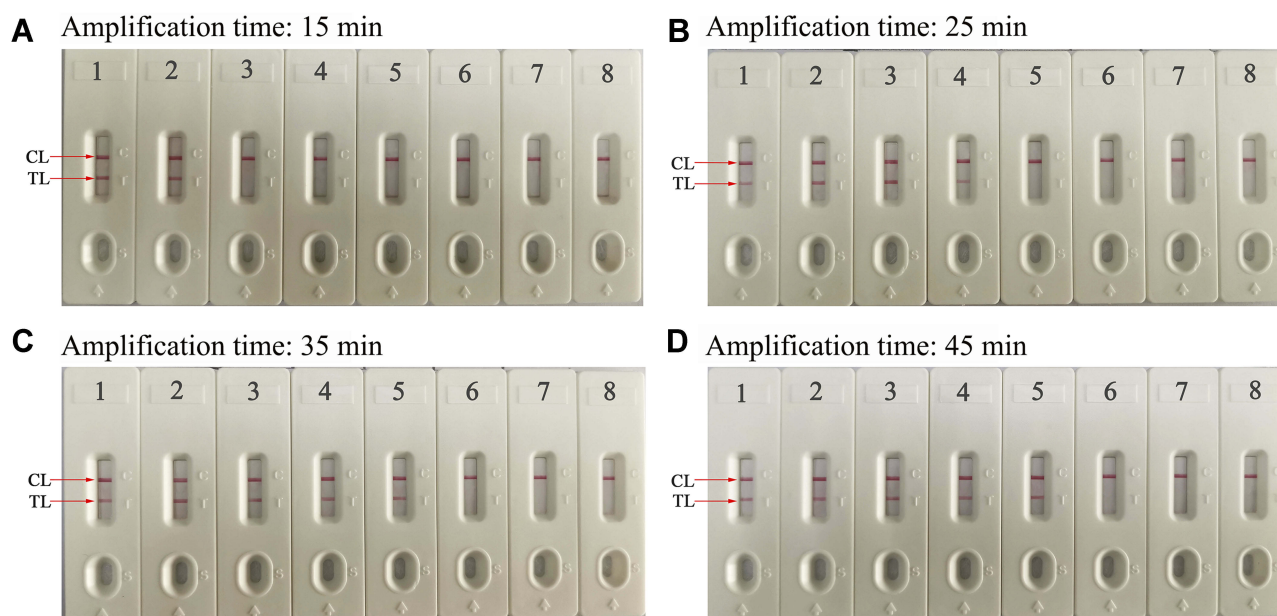 A Amplification time: 15 min
1 2 3 4 5 6 7 8
CL C C C C C C C
TL T T T T T T T
S S S S S S S
B Amplification time: 25 min
1 2 3 4 5 6 7 8
CL C C C C C C C
TL T T T T T T T
S S S S S S S
C Amplification time: 35 min
1 2 3 4 5 6 7 8
CL C C C C C C C
TL T T T T T T T
S S S S S S S
D Amplification time: 45 min
1 2 3 4 5 6 7 8
CL C C C C C C C
TL T T T T T T T
S S S S S S S